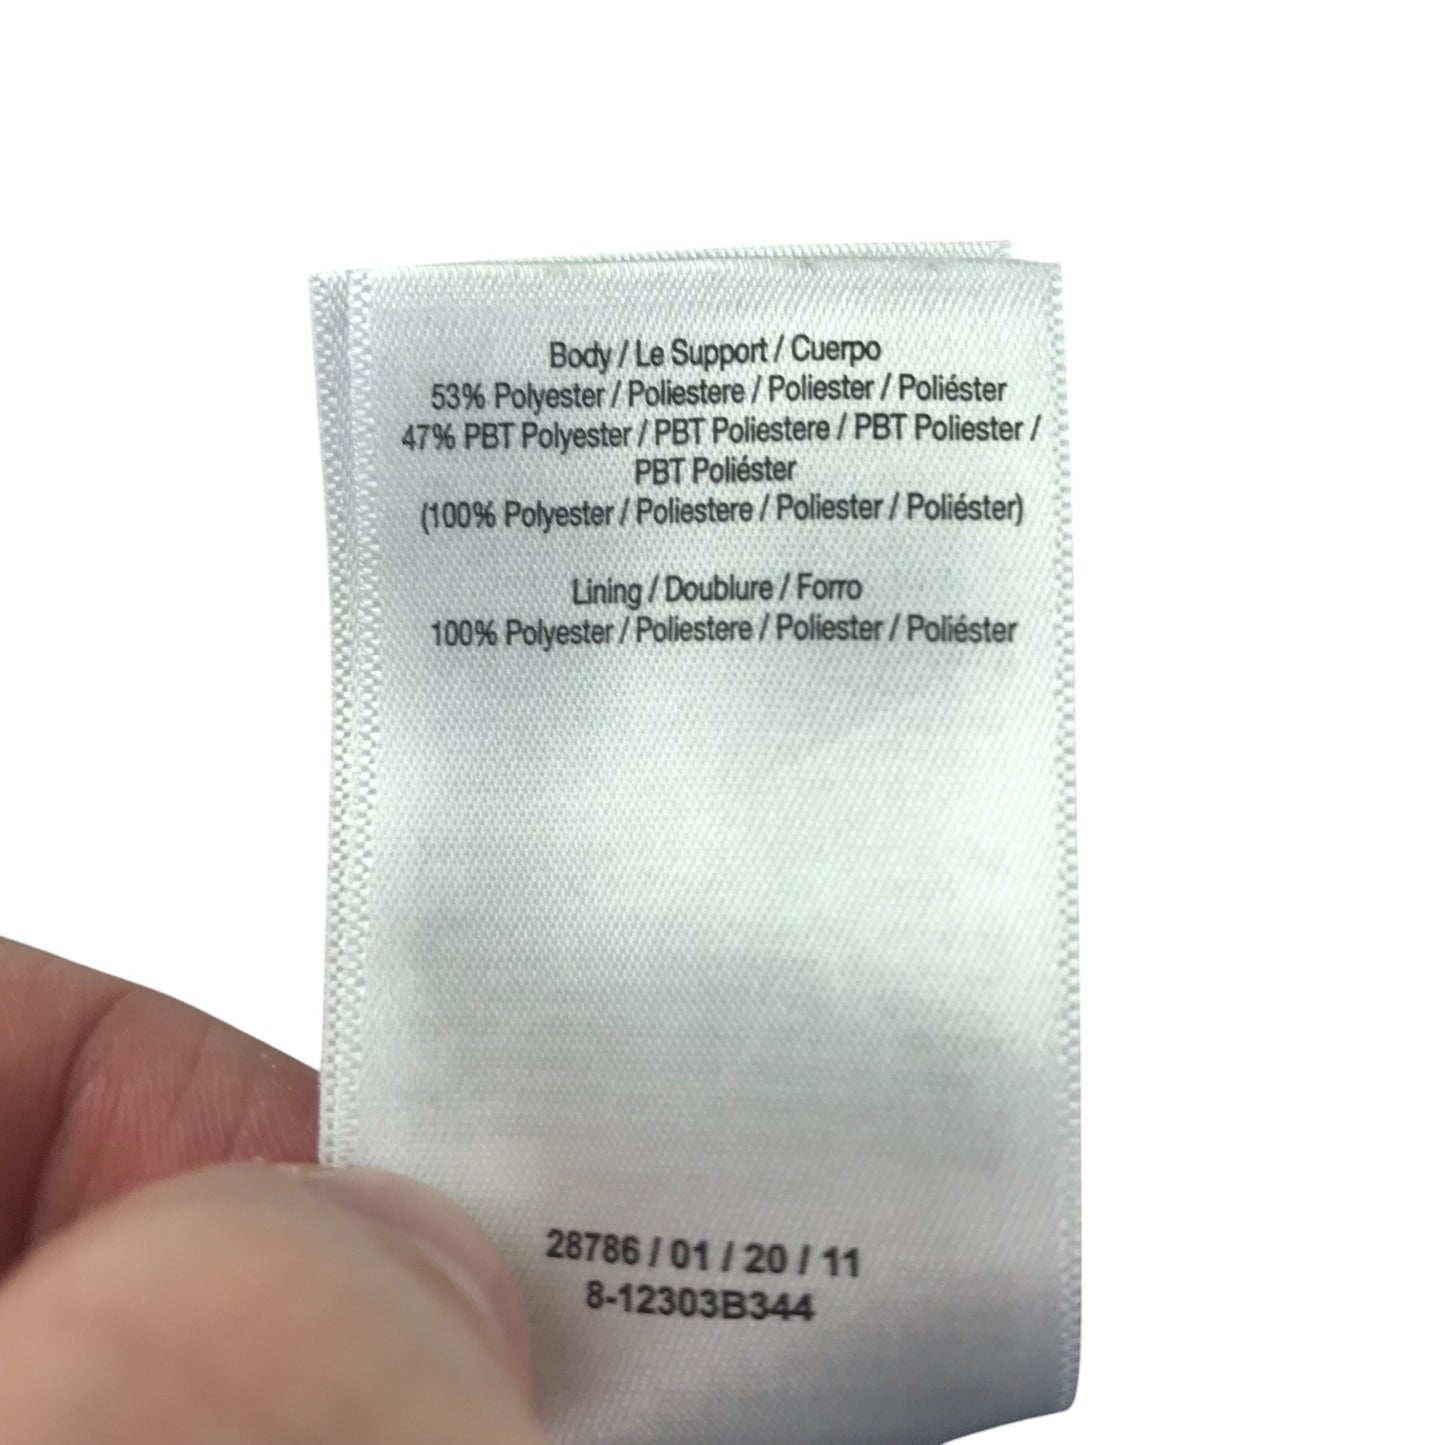 Body / Le Support / Cuerpo
53% Polyester / Poliestere / Poliester / Poliéster
47% PBT Polyester / PBT Poliestere / PBT Poliester /
PBT Poliéster
(100% Polyester / Poliestere / Poliester / Poliéster)
Lining / Doublure / Forro
100% Polyester / Poliestere / Poliester / Poliéster
28786 / 01 / 20 / 11
8-12303B344